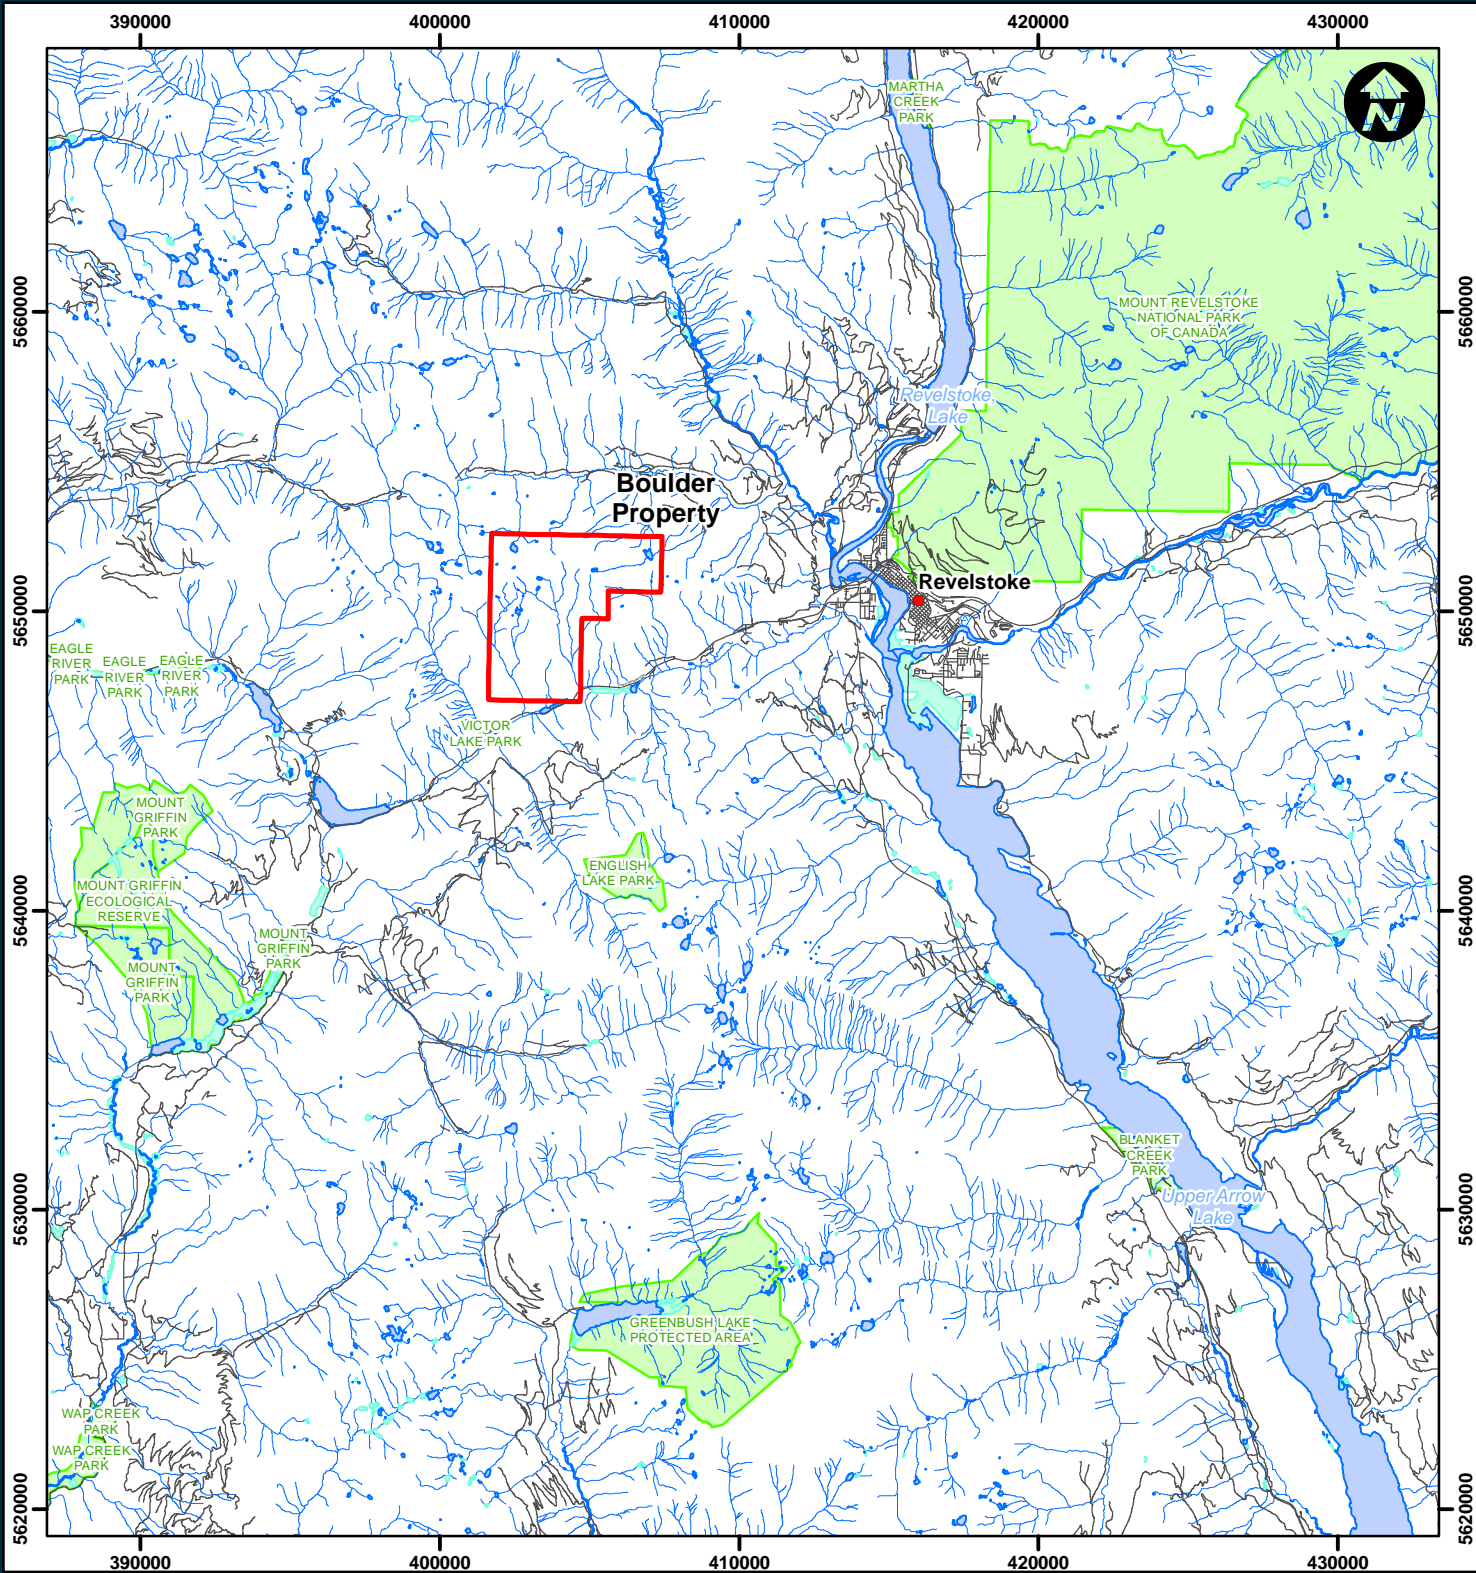 390000
400000
410000
420000
430000
MARTHA
CREEK
PARK
N
5660000
5660000
MOUNT REVELSTOKE
NATIONAL PARK
OF CANADA
Revelstoke
Lake
Boulder
Property
Revelstoke
5650000
5650000
EAGLE
RIVER
PARK
EAGLE
RIVER
PARK
EAGLE
RIVER
PARK
VICTOR
LAKE PARK
MOUNT
GRIFFIN
PARK
ENGLISH
LAKE PARK
MOUNT GRIFFIN
ECOLOGICAL
RESERVE
5640000
5640000
MOUNT
GRIFFIN
PARK
MOUNT
GRIFFIN
PARK
BLANKET
CREEK
PARK
Upper Arrow
Lake
5630000
5630000
GREENBUSH LAKE
PROTECTED AREA
WAP CREEK
PARK
WAP CREEK
PARK
5620000
5620000
390000
400000
410000
420000
430000